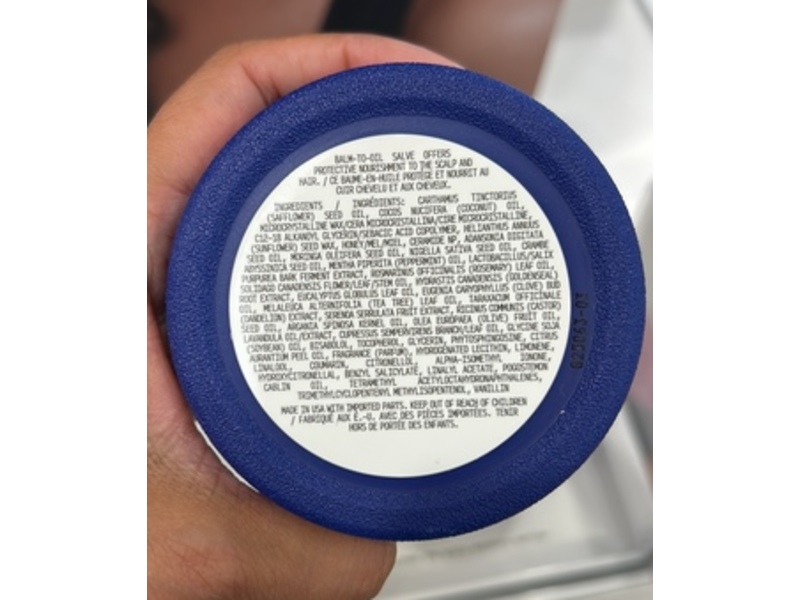 BALM-TO-OIL SALVE OFFERS
PROTECTIVE NOURISHMENT TO THE SCALP AND
HAIR. / CE BAUME-EN-HUILE PROTÈGE ET NOURRIT AU
CUIR CHEVELU ET AUX CHEVEUX.
INGREDIENTS / INGRÉDIENTS: CARTHAMUS TINCTORIUS
(SAFFLOWER) SEED OIL, COCOS NUCIFERA (COCONUT) OIL,
MICROCRYSTALLINE WAX/CERA MICROCRISTALLINA/CIRE MICROCRISTALLINE,
C12-18 ALKANOYL GLYCERIN/SEBACIC ACID COPOLYMER, HELIANTHUS ANNUUS
(SUNFLOWER) SEED WAX, HONEY/MEL/MIEL, CERAMIDE NP, ADANSONIA DIGITATA
SEED OIL, MORINGA OLEIFERA SEED OIL, NIGELLA SATIVA SEED OIL, CRAMBE
ABYSSINICA SEED OIL, MENTHA PIPERITA (PEPPERMINT) OIL, LACTOBACILLUS/SALIX
PURPUREA BARK FERMENT EXTRACT, ROSMARINUS OFFICINALIS (ROSEMARY) LEAF OIL,
SOLIDAGO CANADENSIS FLOWER/LEAF/STEM OIL, HYDRASTIS CANADENSIS (GOLDENSEAL)
ROOT EXTRACT, EUCALYPTUS GLOBULUS LEAF OIL, EUGENIA CARYOPHYLLUS (CLOVE) BUD
OIL, MELALEUCA ALTERNIFOLIA (TEA TREE) LEAF OIL, TARAXACUM OFFICINALE
(DANDELION) EXTRACT, SERENOA SERRULATA FRUIT EXTRACT, RICINUS COMMUNIS (CASTOR)
SEED OIL, ARGANIA SPINOSA KERNEL OIL, OLEA EUROPAEA (OLIVE) FRUIT OIL,
LAVANDULA OIL/EXTRACT, CUPRESSUS SEMPERVIRENS BRANCH/LEAF OIL, GLYCINE SOJA
(SOYBEAN) OIL, BISABOLOL, TOCOPHEROL, GLYCERIN, PHYTOSPHINGOSINE, CITRUS
AURANTIUM PEEL OIL, FRAGRANCE (PARFUM), HYDROGENATED LECITHIN, LIMONENE,
LINALOOL, COUMARIN, CITRONELLOL, ALPHA-ISOMETHYL IONONE,
HYDROXYCITRONELLAL, BENZYL SALICYLATE, LINALYL ACETATE, POGOSTEMON
CABLIN OIL, TETRAMETHYL ACETYLOCTAHYDRONAPHTHALENES,
TRIMETHYLCYCLOPENTENYL METHYLISOPENTENOL, VANILLIN
MADE IN USA WITH IMPORTED PARTS. KEEP OUT OF REACH OF CHILDREN
/ FABRIQUÉ AUX É.-U. AVEC DES PIÈCES IMPORTÉES. TENIR
HORS DE PORTÉE DES ENFANTS.